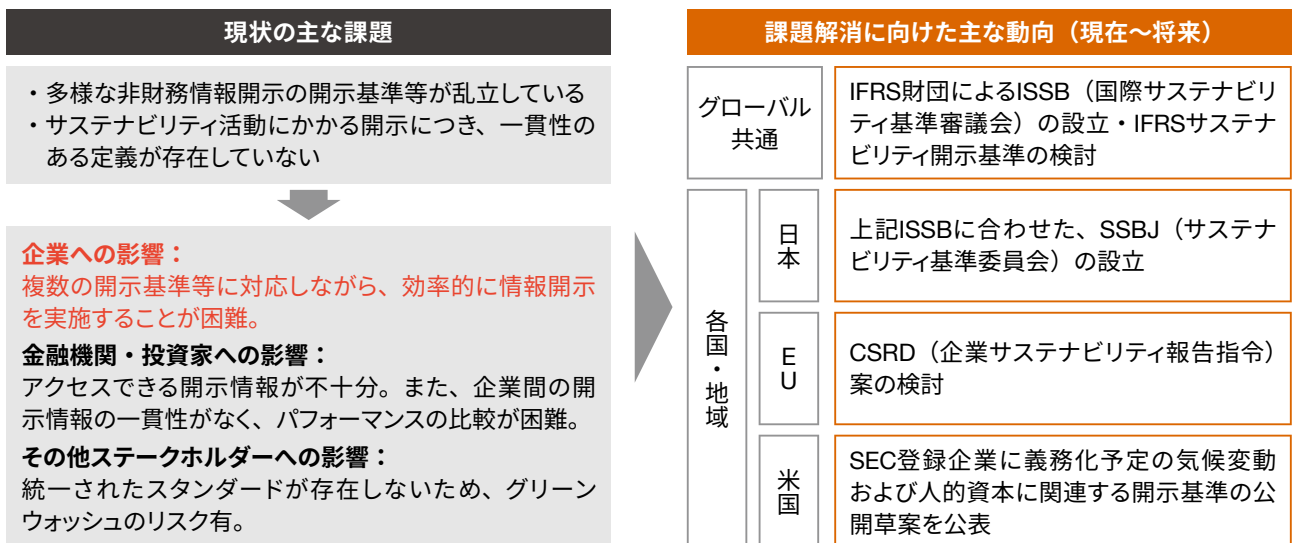 現状の主な課題
・多様な非財務情報開示の開示基準等が乱立している
・サステナビリティ活動にかかる開示につき、一貫性の
ある定義が存在していない
企業への影響：
複数の開示基準等に対応しながら、効率的に情報開示
を実施することが困難。
金融機関・投資家への影響：
アクセスできる開示情報が不十分。また、企業間の開
示情報の一貫性がなく、パフォーマンスの比較が困難。
その他ステークホルダーへの影響：
統一されたスタンダードが存在しないため、グリーン
ウォッシュのリスク有。
課題解消に向けた主な動向（現在～将来）
グローバル
共通
IFRS財団によるISSB（国際サステナビリ
ティ基準審議会）の設立・IFRSサステナ
ビリティ開示基準の検討
各国・地域
日本
上記ISSBに合わせた、SSBJ（サステナ
ビリティ基準委員会）の設立
EU
CSRD（企業サステナビリティ報告指令）
案の検討
米国
SEC登録企業に義務化予定の気候変動
および人的資本に関連する開示基準の公
開草案を公表